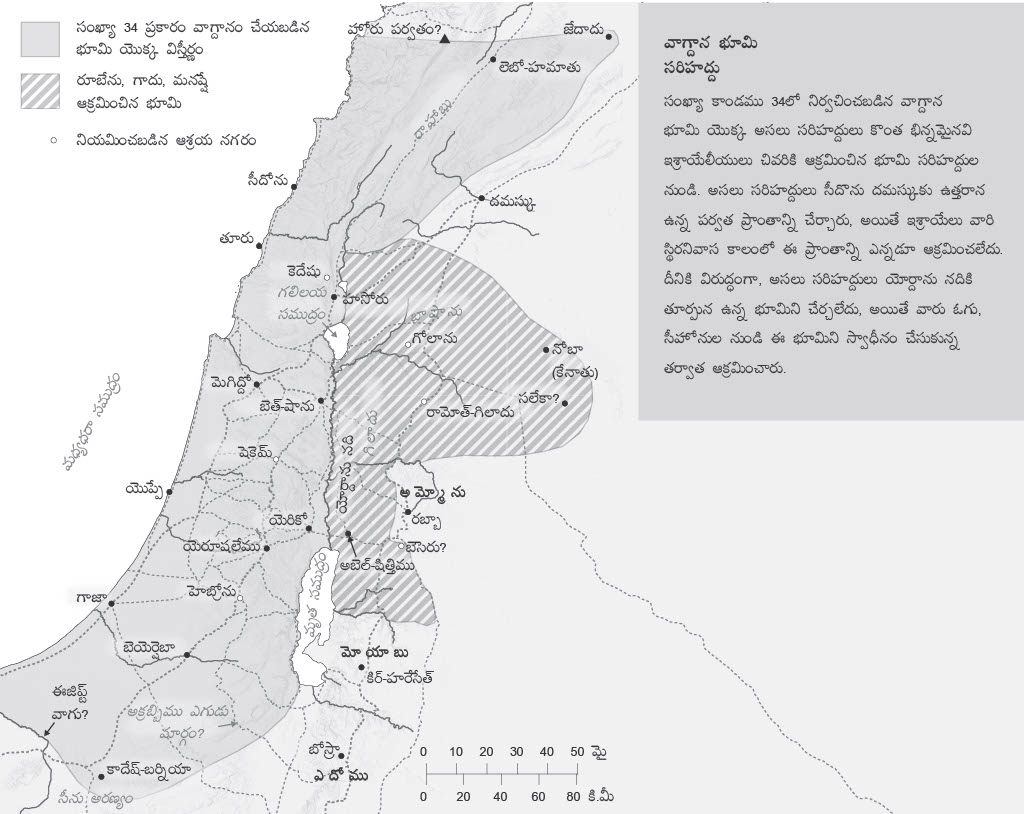 సంఖ్యా 34 ప్రకారం వాగ్దానం చేయబడిన
భూమి యొక్క విస్తీర్ణం
రూబేను, గాదు, మనష్షే
ఆక్రమించిన భూమి
నియమించబడిన ఆశ్రయ నగరం
వాగ్దాన భూమి
సరిహద్దు
సంఖ్యా కాండము 34లో నిర్వచించబడిన వాగ్దాన
భూమి యొక్క అసలు సరిహద్దులు కొంత భిన్నమైనవి
ఇశ్రాయేలీయులు చివరికి ఆక్రమించిన భూమి సరిహద్దుల
నుండి. అసలు సరిహద్దులు సీదొను దమస్కుకు ఉత్తరాన
ఉన్న పర్వత ప్రాంతాన్ని చేర్చారు, అయితే ఇశ్రాయేలు వారి
స్థిరనివాస కాలంలో ఈ ప్రాంతాన్ని ఎన్నడూ ఆక్రమించలేదు.
దీనికి విరుద్ధంగా, అసలు సరిహద్దులు యోర్దాను నదికి
తూర్పున ఉన్న భూమిని చేర్చలేదు, అయితే వారు ఓగు,
సీహోనుల నుండి ఈ భూమిని స్వాధీనం చేసుకున్న
తర్వాత ఆక్రమించారు.
హోరు పర్వతం?
జేదాదు
లెబో-హమాతు
రాహాబు
సీదోను
దమస్కు
తూరు
కెదేషు
గలిలయ
సముద్రం
హాసోరు
బాషాను
గోలాను
నోబా
(కేనాతు)
మెగిద్దో
బెత్-షాను
సలేకా?
రామోత్-గిలాదు
గిలాదు
మధ్యధరా సముద్రం
షెకెమ్
యొప్పే
అమ్మోను
రబ్బా
యెరికో
యెరూషలేము
బెసెరు?
అబెల్-షిత్తిము
మృత సముద్రం
హెబ్రోను
గాజా
బెయెర్షెబా
మోయాబు
కిర్-హరేసేత్
ఈజిప్ట్
వాగు?
అక్రబ్బీము ఎగుడు
మార్గం?
బోస్రా
ఎదోము
కాదేష్-బర్నియా
సీను అరణ్యం
0 10 20 30 40 50 మై
0 20 40 60 80 కి.మీ